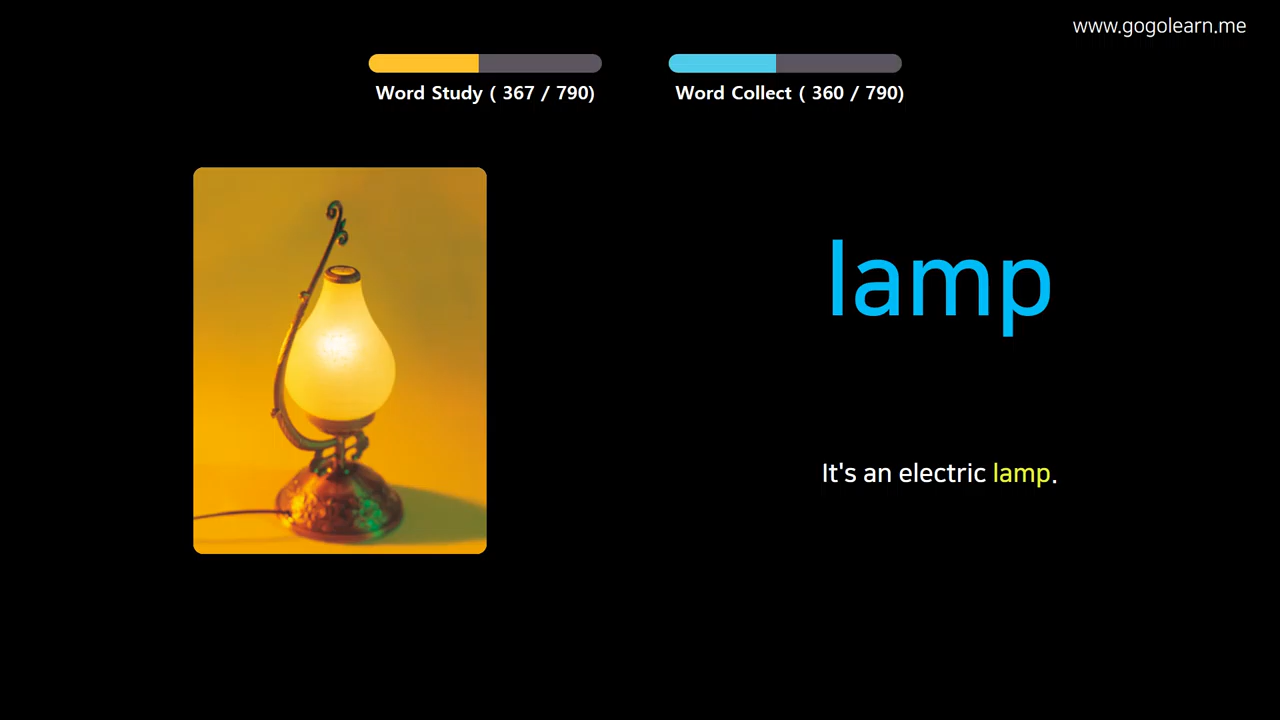 www.gogolearn.me
Word Study ( 367 / 790)
Word Collect ( 360 / 790)
lamp
It's an electric lamp.